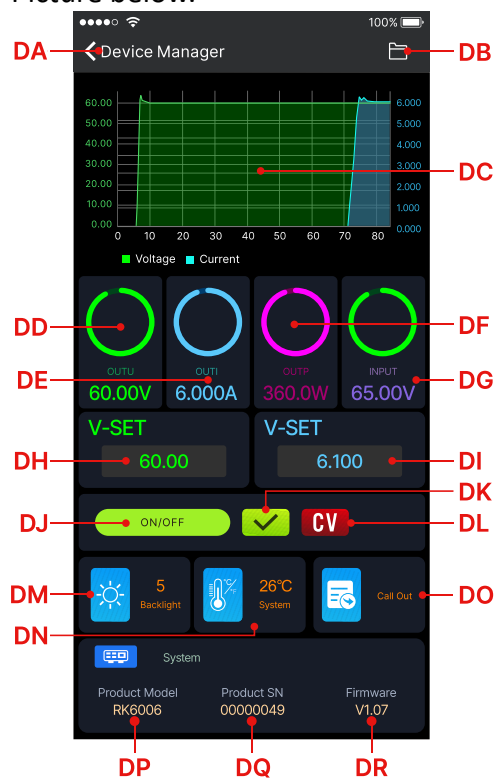 Picture below.
100%
DA
Device Manager
DB
60.00
6.000
50.00
5.000
40.00
4.000
30.00
3.000
DC
20.00
2.000
10.00
1.000
0.00
0.000
0 10 20 30 40 50 60 70 80
Voltage Current
DD
DF
DE
OUTU
OUTI
OUTP
INPUT
DG
60.00V
6.000A
360.0W
65.00V
V-SET
V-SET
DH
60.00
6.100
DI
DK
DJ
ON/OFF
CV
DL
DM
5
Backlight
°C/°F
26°C
System
Call Out
DO
DN
System
Product Model
Product SN
Firmware
RK6006
00000049
V1.07
DP
DQ
DR